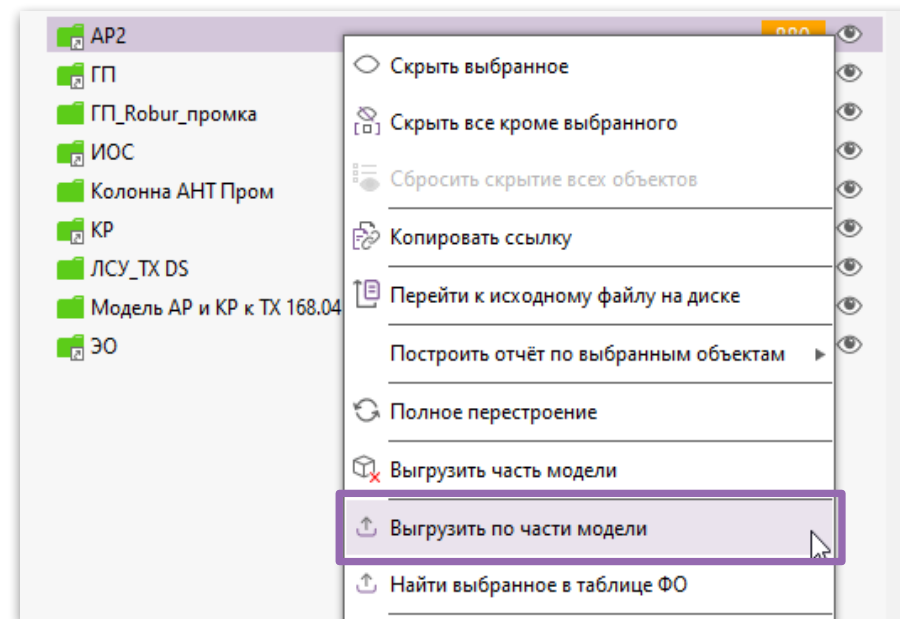 АР2
ГП
ГП_Robur_промка
ИОС
Колонна АНТ Пром
КР
ЛСУ_ТХ DS
Модель АР и КР к ТХ 168.04
ЭО
Скрыть выбранное
Скрыть все кроме выбранного
Сбросить скрытие всех объектов
Копировать ссылку
Перейти к исходному файлу на диске
Построить отчёт по выбранным объектам
Полное перестроение
Выгрузить часть модели
Выгрузить по части модели
Найти выбранное в таблице ФО